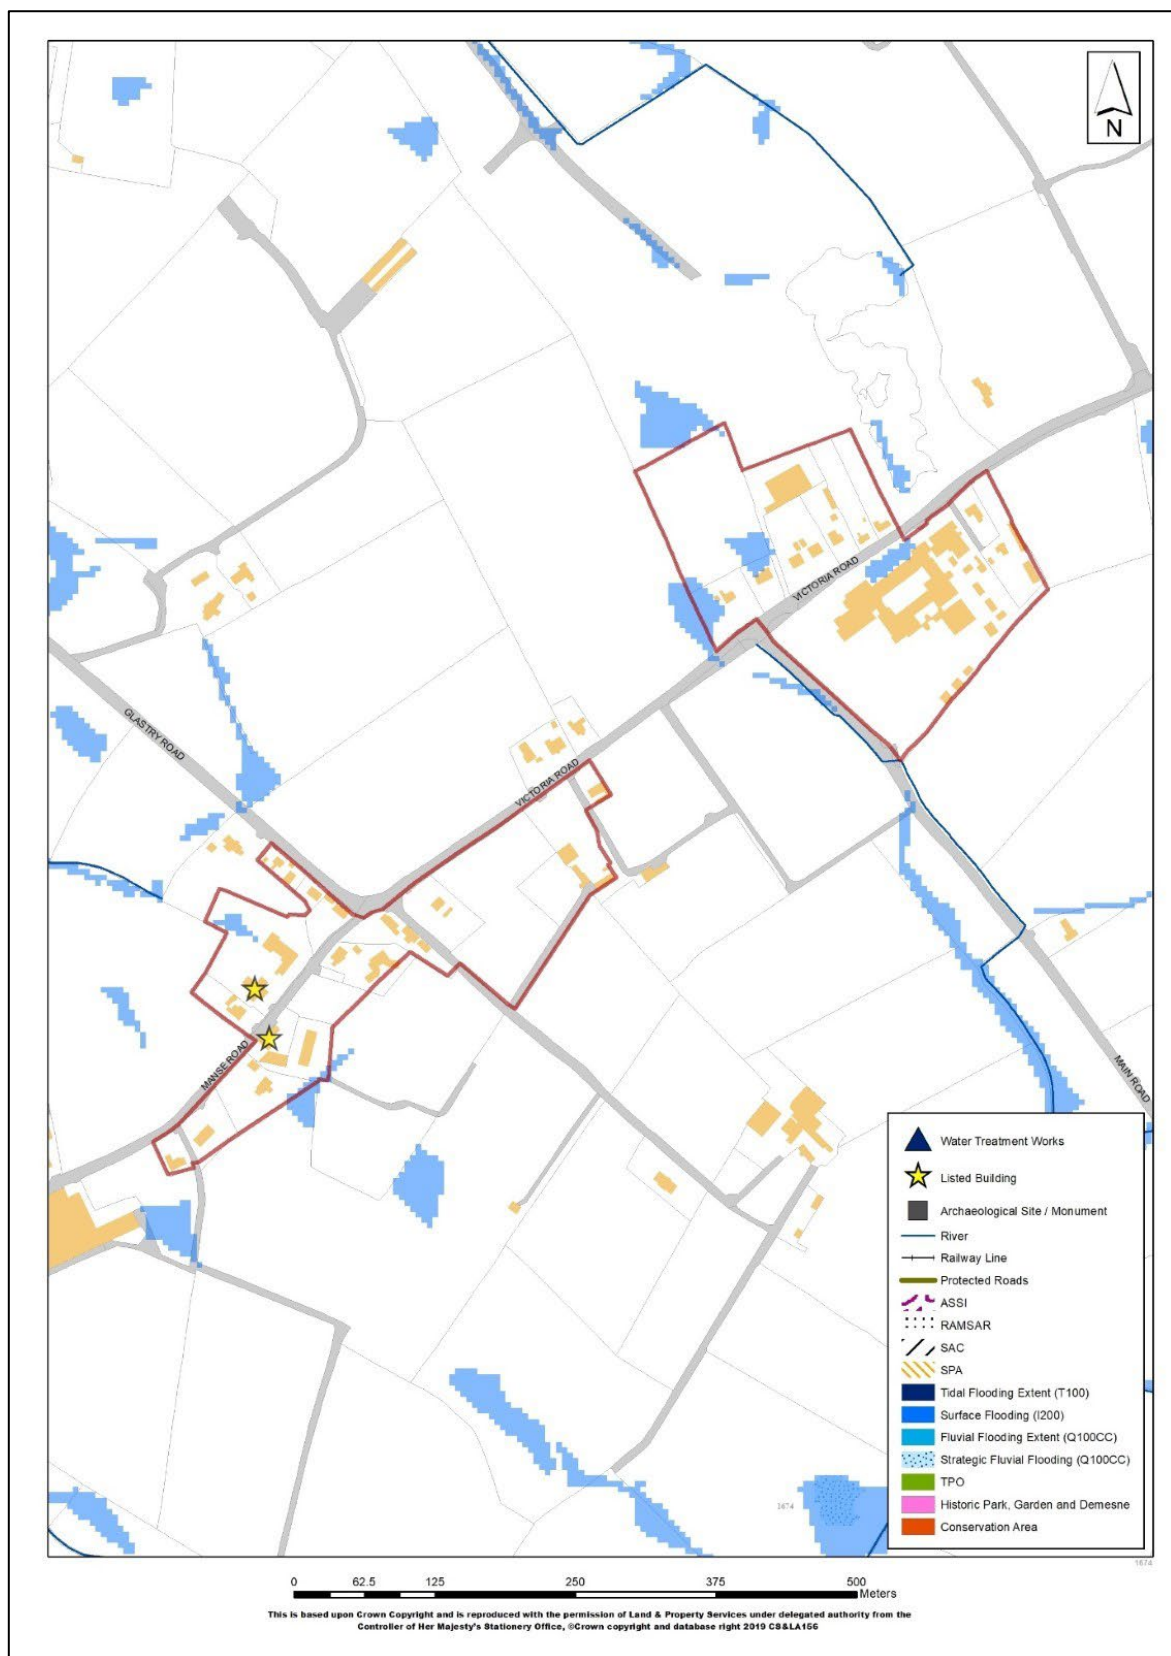 N
VICTORIA ROAD
GLASTRY ROAD
VICTORIA ROAD
MANSE ROAD
MAIN ROAD
Water Treatment Works
Listed Building
Archaeological Site / Monument
River
Railway Line
Protected Roads
ASSI
RAMSAR
SAC
SPA
Tidal Flooding Extent (T100)
Surface Flooding (I200)
Fluvial Flooding Extent (Q100CC)
Strategic Fluvial Flooding (Q100CC)
TPO
Historic Park, Garden and Demesne
Conservation Area
1674
1674
0 62.5 125 250 375 500
Meters
This is based upon Crown Copyright and is reproduced with the permission of Land & Property Services under delegated authority from the
Controller of Her Majesty's Stationery Office, ©Crown copyright and database right 2019 CS&LA156